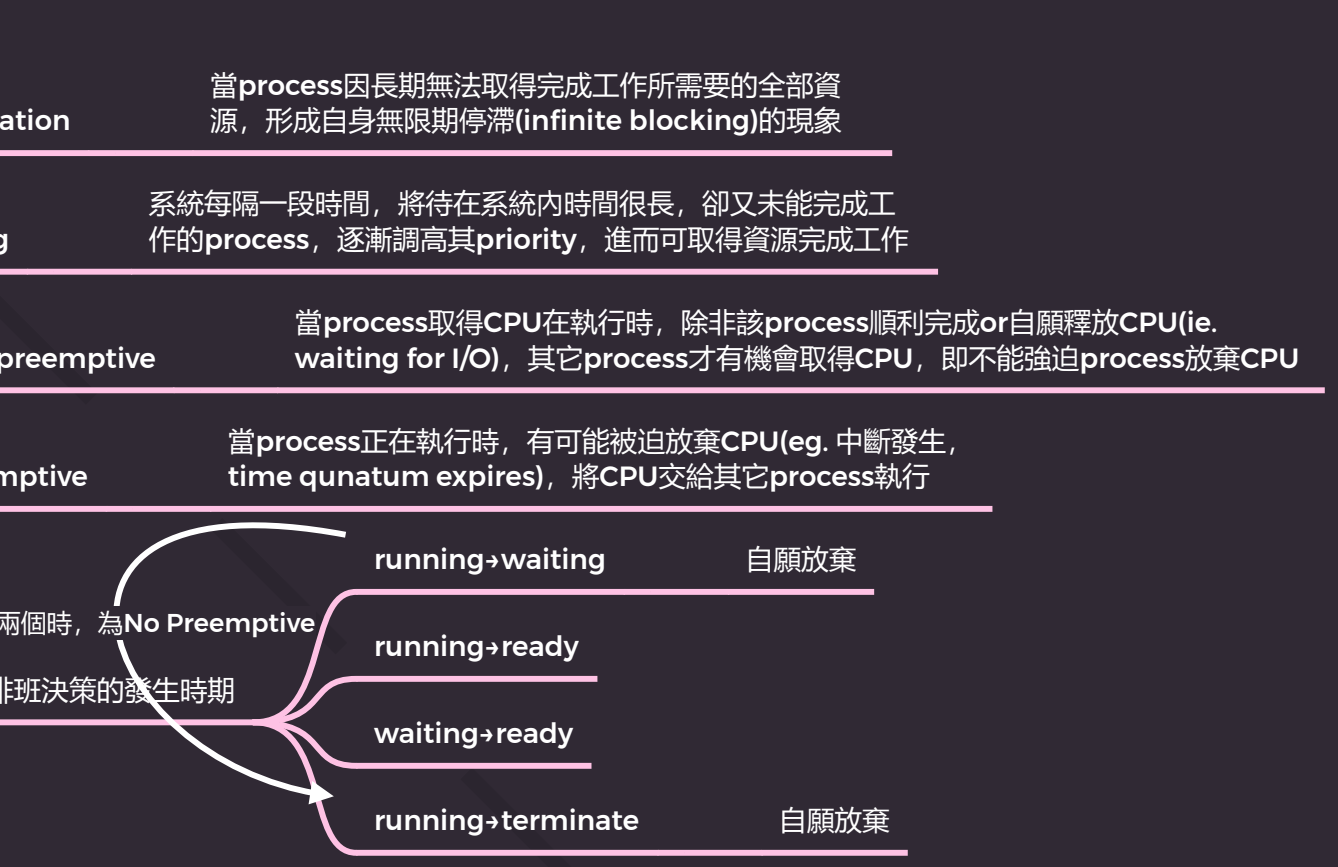 當process因長期無法取得完成工作所需要的全部資
ation
源，形成自身無限期停滯(infinite blocking)的現象
系統每隔一段時間，將待在系統內時間很長，卻又未能完成工
g
作的process，逐漸調高其priority，進而可取得資源完成工作
當process取得CPU在執行時，除非該process順利完成or自願釋放CPU(ie.
preemptive
waiting for I/O)，其它process才有機會取得CPU，即不能強迫process放棄CPU
當process正在執行時，有可能被迫放棄CPU(eg. 中斷發生，
mptive
time qunatum expires)，將CPU交給其它process執行
running→waiting 自願放棄
兩個時，為No Preemptive
running→ready
排班決策的發生時期
waiting→ready
running→terminate 自願放棄